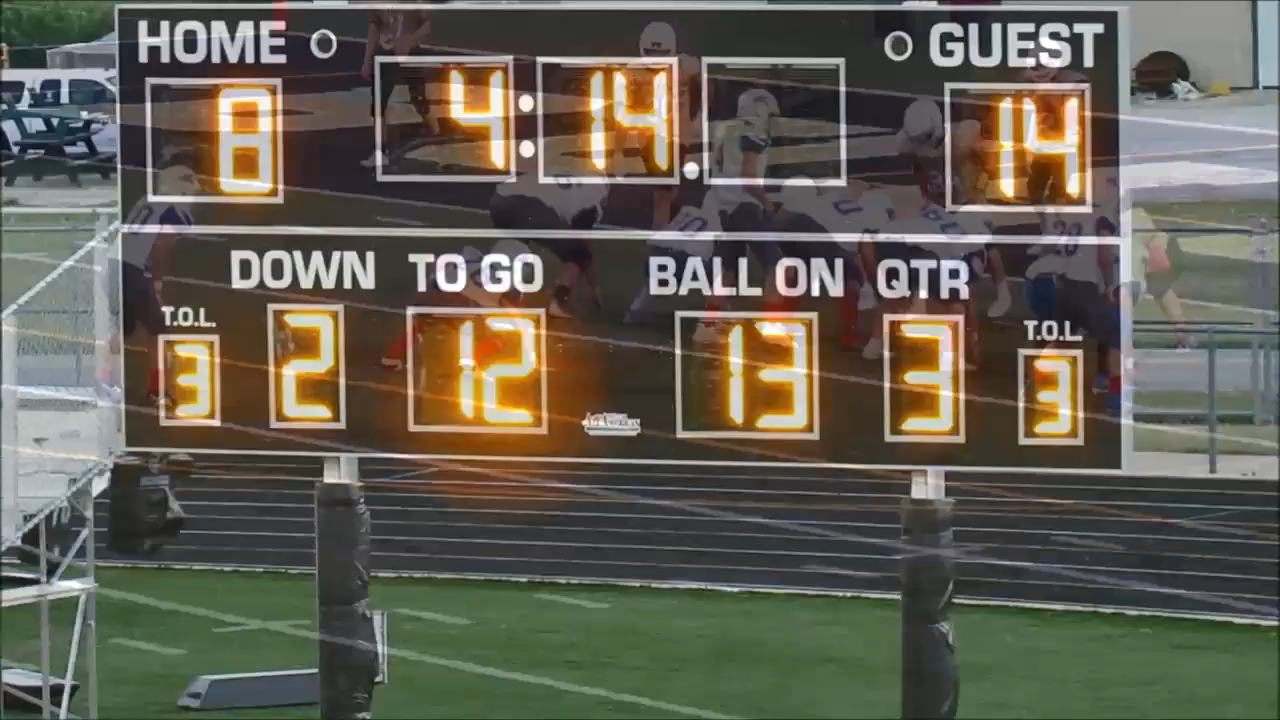 HOME GUEST
8 4:14. 14
DOWN TO GO BALL ON QTR
T.O.L. T.O.L.
3 2 12 13 3 3